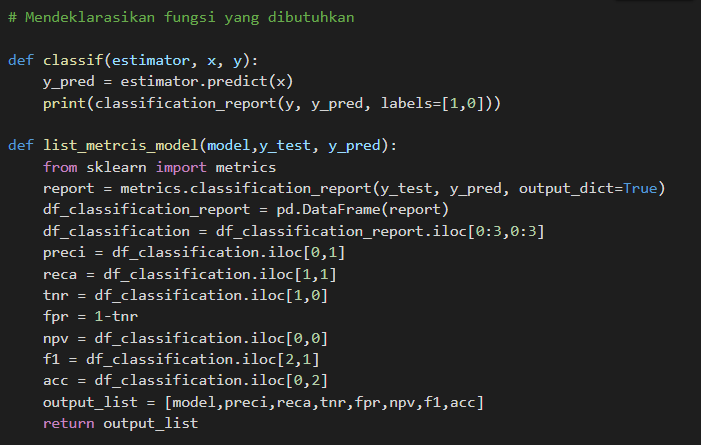 # Mendeklarasikan fungsi yang dibutuhkan
def classif(estimator, x, y):
    y_pred = estimator.predict(x)
    print(classification_report(y, y_pred, labels=[1,0]))
def list_metrcis_model(model,y_test, y_pred):
    from sklearn import metrics
    report = metrics.classification_report(y_test, y_pred, output_dict=True)
    df_classification_report = pd.DataFrame(report)
    df_classification = df_classification_report.iloc[0:3,0:3]
    preci = df_classification.iloc[0,1]
    reca = df_classification.iloc[1,1]
    tnr = df_classification.iloc[1,0]
    fpr = 1-tnr
    npv = df_classification.iloc[0,0]
    f1 = df_classification.iloc[2,1]
    acc = df_classification.iloc[0,2]
    output_list = [model,preci,reca,tnr,fpr,npv,f1,acc]
    return output_list